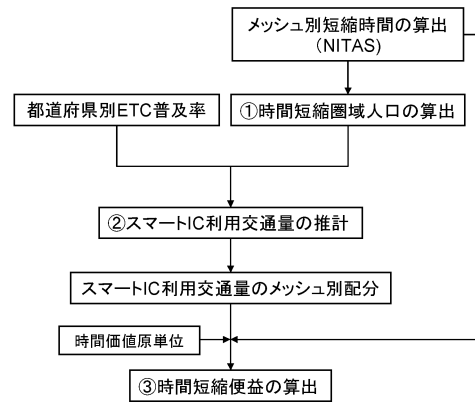 メッシュ別短縮時間の算出
(NITAS)
都道府県別ETC普及率
①時間短縮圏域人口の算出
②スマートIC利用交通量の推計
スマートIC利用交通量のメッシュ別配分
時間価値原単位
③時間短縮便益の算出